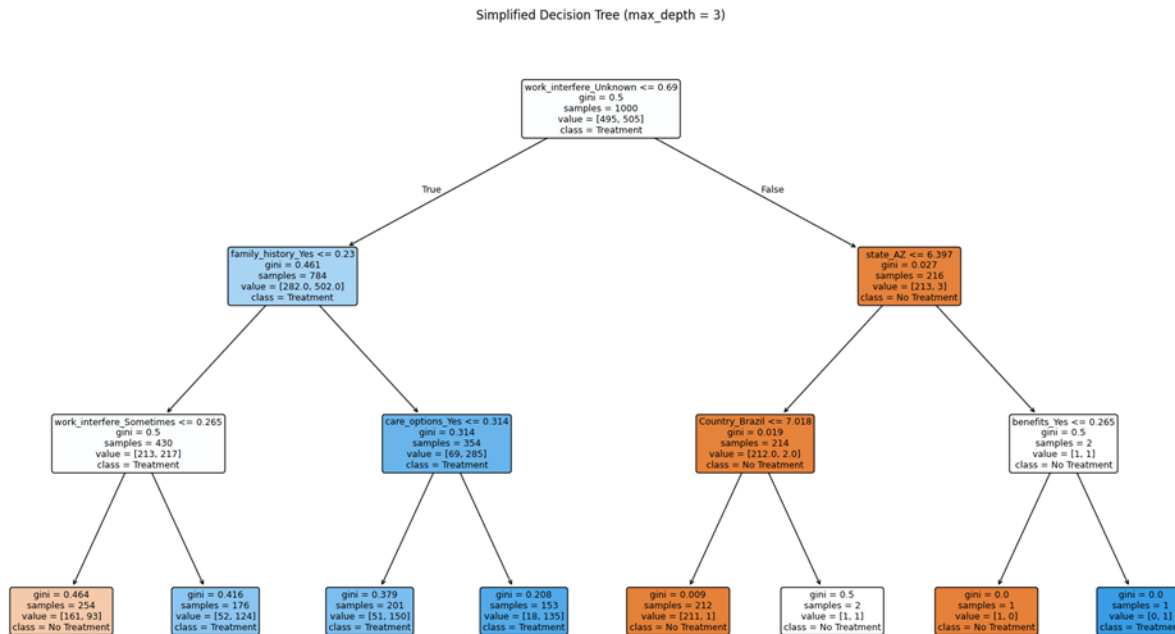 Simplified Decision Tree (max_depth = 3)
work_interfere_Unknown <= 0.69
gini = 0.5
samples = 1000
value = [495, 505]
class = Treatment
True
False
family_history_Yes <= 0.23
gini = 0.461
samples = 784
value = [282.0, 502.0]
class = Treatment
state_AZ <= 6.397
gini = 0.027
samples = 216
value = [213, 3]
class = No Treatment
work_interfere_Sometimes <= 0.265
gini = 0.5
samples = 430
value = [213, 217]
class = Treatment
care_options_Yes <= 0.314
gini = 0.314
samples = 354
value = [69, 285]
class = Treatment
Country_Brazil <= 7.018
gini = 0.019
samples = 214
value = [212.0, 2.0]
class = No Treatment
benefits_Yes <= 0.265
gini = 0.5
samples = 2
value = [1, 1]
class = No Treatment
gini = 0.464
samples = 254
value = [161, 93]
class = No Treatment
gini = 0.416
samples = 176
value = [52, 124]
class = Treatment
gini = 0.379
samples = 201
value = [51, 150]
class = Treatment
gini = 0.208
samples = 153
value = [18, 135]
class = Treatment
gini = 0.009
samples = 212
value = [211, 1]
class = No Treatment
gini = 0.5
samples = 2
value = [1, 1]
class = No Treatment
gini = 0.0
samples = 1
value = [1, 0]
class = No Treatment
gini = 0.0
samples = 1
value = [0, 1]
class = Treatment